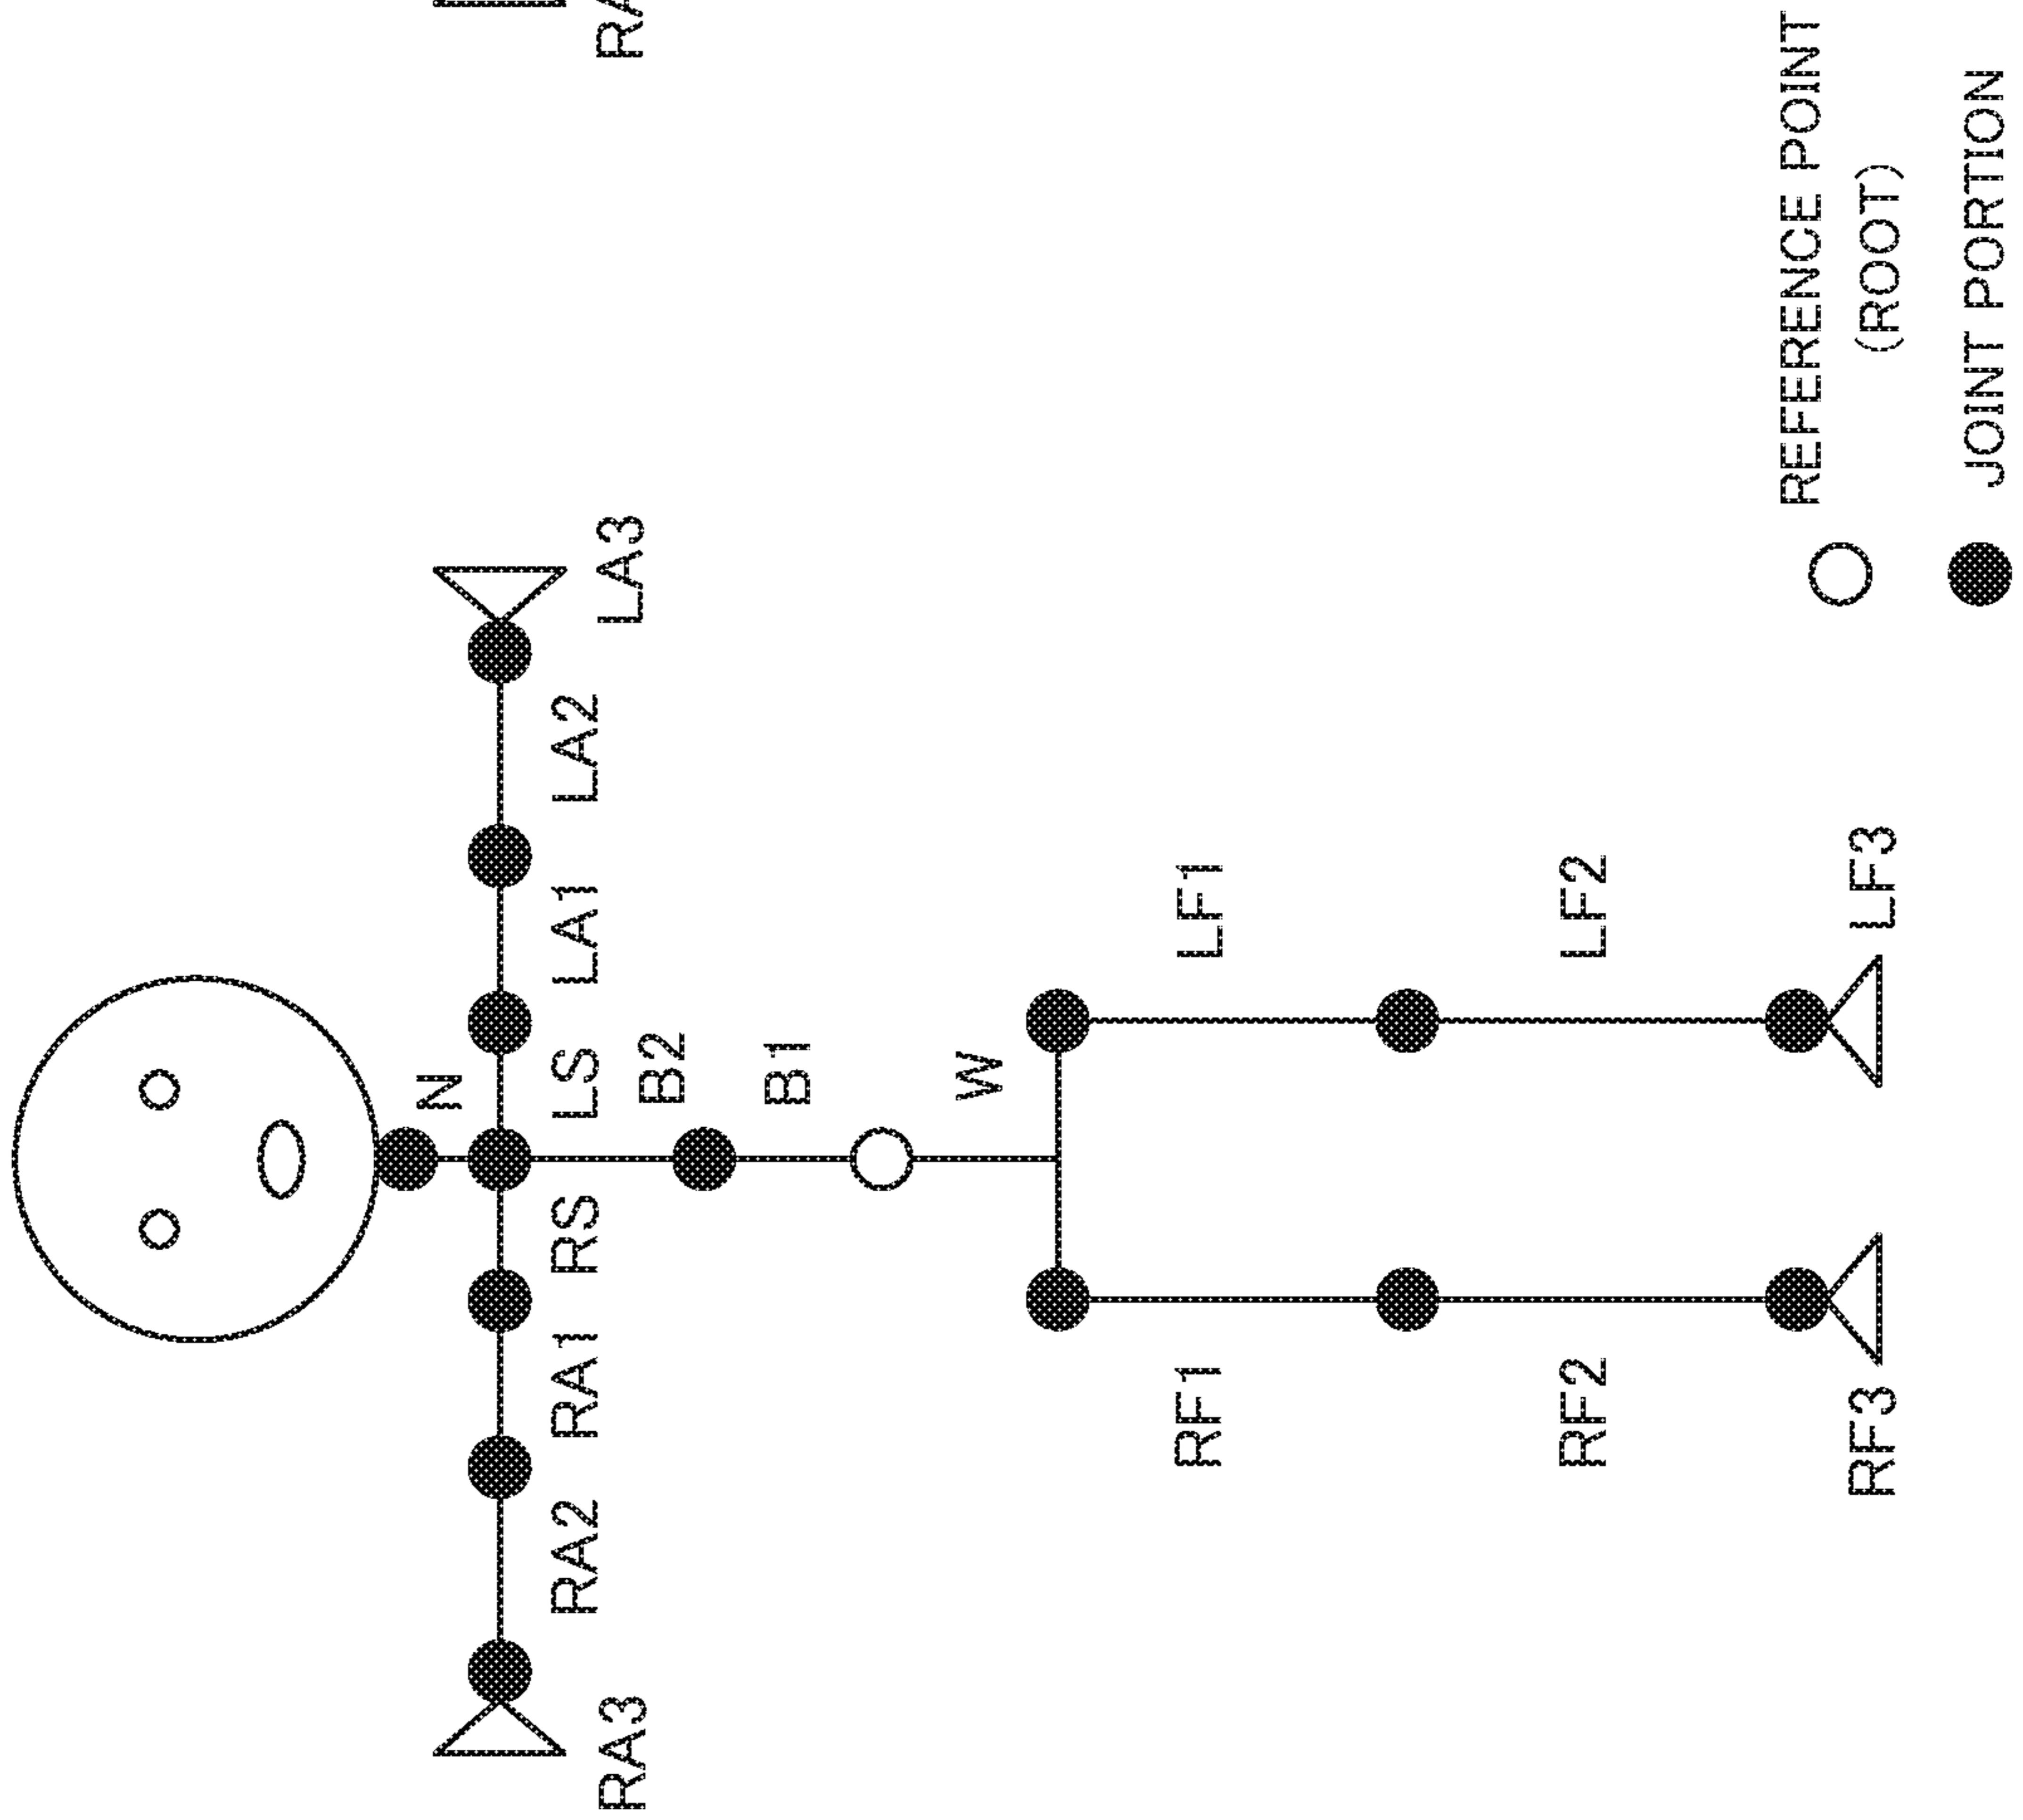 N
LA3
LA2
LA1
LS
RS
RA1
RA2
RA3
B2
B1
W
LF1
RF1
LF2
RF2
LF3
RF3
REFERENCE POINT
(ROOT)
JOINT PORTION